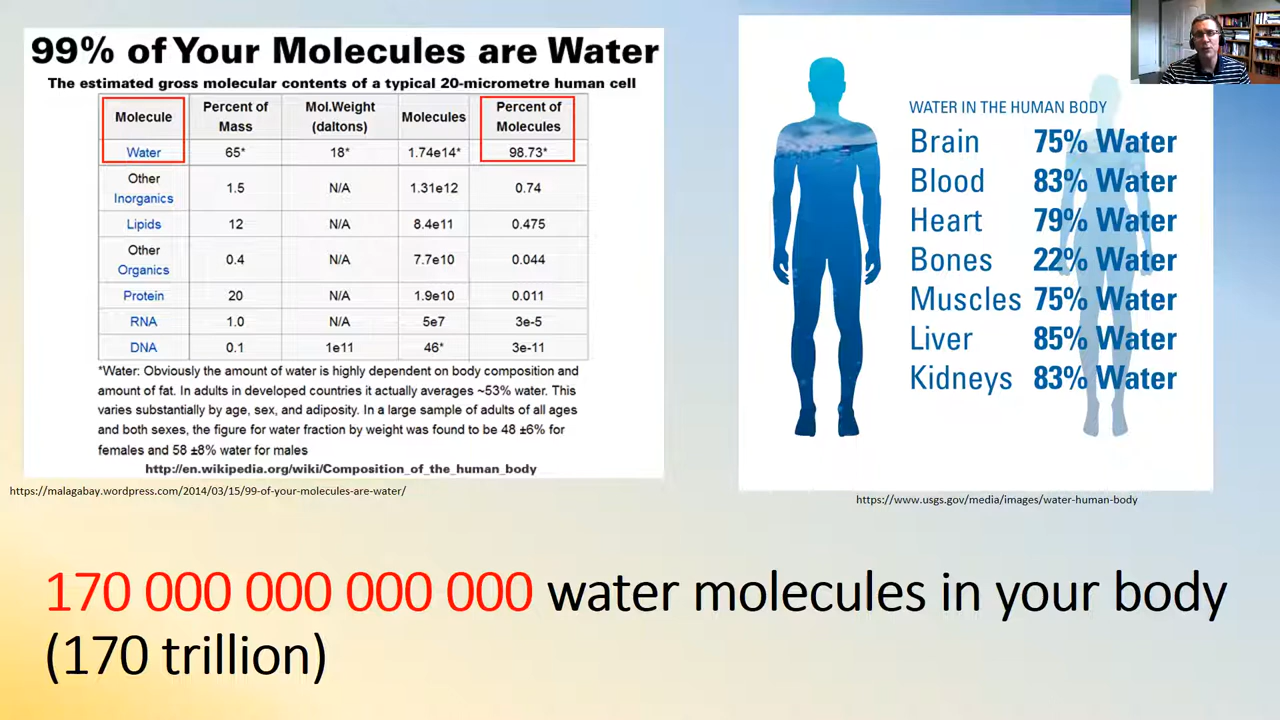 99% of Your Molecules are Water
The estimated gross molecular contents of a typical 20-micrometre human cell
Molecule Percent of Mass Mol.Weight (daltons) Molecules Percent of Molecules
Water 65* 18* 1.74e14* 98.73*
Other Inorganics 1.5 N/A 1.31e12 0.74
Lipids 12 N/A 8.4e11 0.475
Other Organics 0.4 N/A 7.7e10 0.044
Protein 20 N/A 1.9e10 0.011
RNA 1.0 N/A 5e7 3e-5
DNA 0.1 1e11 46* 3e-11
*Water: Obviously the amount of water is highly dependent on body composition and
amount of fat. In adults in developed countries it actually averages ~53% water. This
varies substantially by age, sex, and adiposity. In a large sample of adults of all ages
and both sexes, the figure for water fraction by weight was found to be 48 ±6% for
females and 58 ±8% water for males
http://en.wikipedia.org/wiki/Composition_of_the_human_body
https://malagabay.wordpress.com/2014/03/15/99-of-your-molecules-are-water/
WATER IN THE HUMAN BODY
Brain 75% Water
Blood 83% Water
Heart 79% Water
Bones 22% Water
Muscles 75% Water
Liver 85% Water
Kidneys 83% Water
https://www.usgs.gov/media/images/water-human-body
170 000 000 000 000 water molecules in your body
(170 trillion)